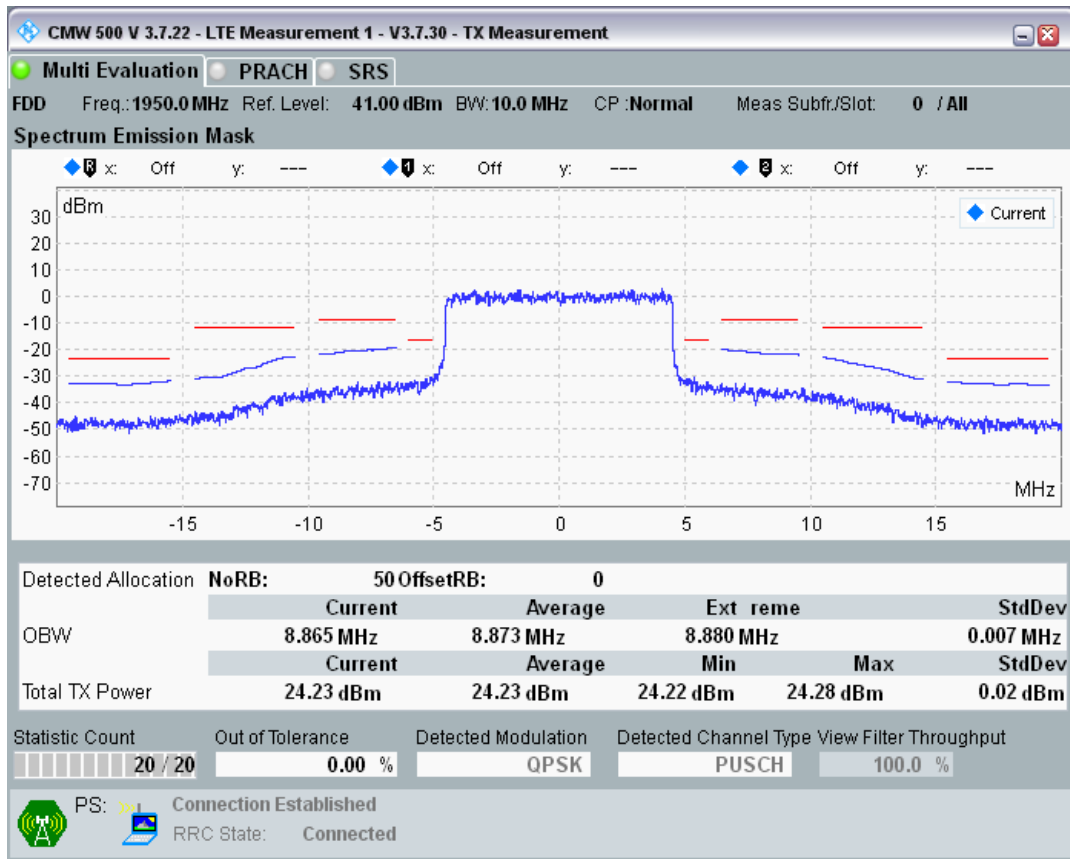 CMW 500 V 3.7.22 - LTE Measurement 1 - V3.7.30 - TX Measurement
Multi Evaluation PRACH SRS
FDD Freq.: 1950.0 MHz Ref. Level: 41.00 dBm BW: 10.0 MHz CP :Normal Meas Subfr./Slot: 0 / All
Spectrum Emission Mask
R x: Off y: --- 1 x: Off y: --- 2 x: Off y: ---
dBm
Current
30
20
10
0
-10
-20
-30
-40
-50
-60
-70
MHz
-15 -10 -5 0 5 10 15
Detected Allocation NoRB: 50 OffsetRB: 0
Current Average Ext reme StdDev
OBW 8.865 MHz 8.873 MHz 8.880 MHz 0.007 MHz
Current Average Min Max StdDev
Total TX Power 24.23 dBm 24.23 dBm 24.22 dBm 24.28 dBm 0.02 dBm
Statistic Count Out of Tolerance Detected Modulation Detected Channel Type View Filter Throughput
20 / 20 0.00 % QPSK PUSCH 100.0 %
PS: Connection Established
RRC State: Connected